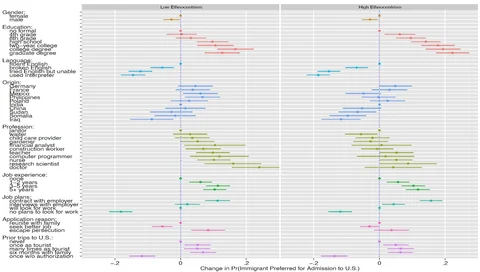 Low Ethnocentrism
High Ethnocentrism
Gender:
female
male
Education:
no formal
4th grade
8th grade
high school
two-year college
college degree
graduate degree
Language:
fluent English
broken English
tried English but unable
used interpreter
Origin:
Germany
France
Mexico
Philippines
Poland
India
China
Sudan
Somalia
Iraq
Profession:
janitor
waiter
child care provider
gardener
financial analyst
construction worker
teacher
computer programmer
nurse
research scientist
doctor
Job experience:
none
1-2 years
3-5 years
5+ years
Job plans:
contract with employer
interviews with employer
will look for work
no plans to look for work
Application reason:
reunite with family
seek better job
escape persecution
Prior trips to U.S.:
never
once as tourist
many times as tourist
six months with family
once w/o authorization
-.2 0 .2 -.2 0 .2
Change in Pr(Immigrant Preferred for Admission to U.S.)